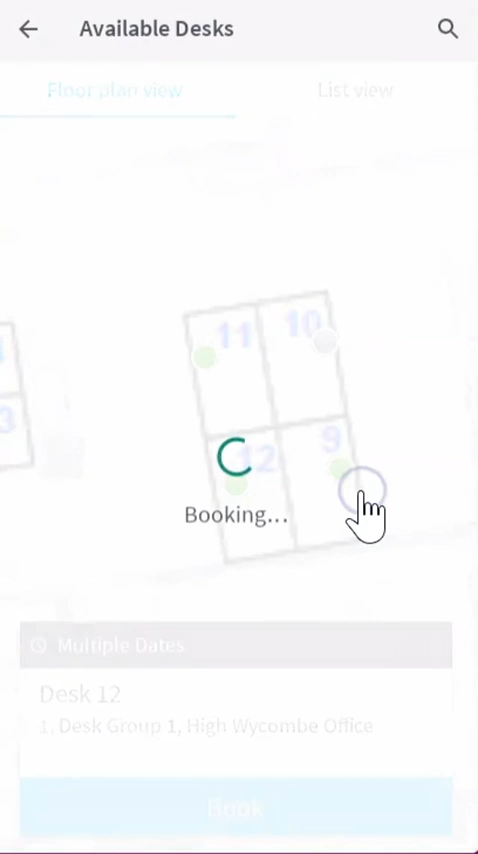 Available Desks
Floor plan view
List view
11
10
3
12
9
Booking...
Multiple Dates
Desk 12
1, Desk Group 1, High Wycombe Office
Book